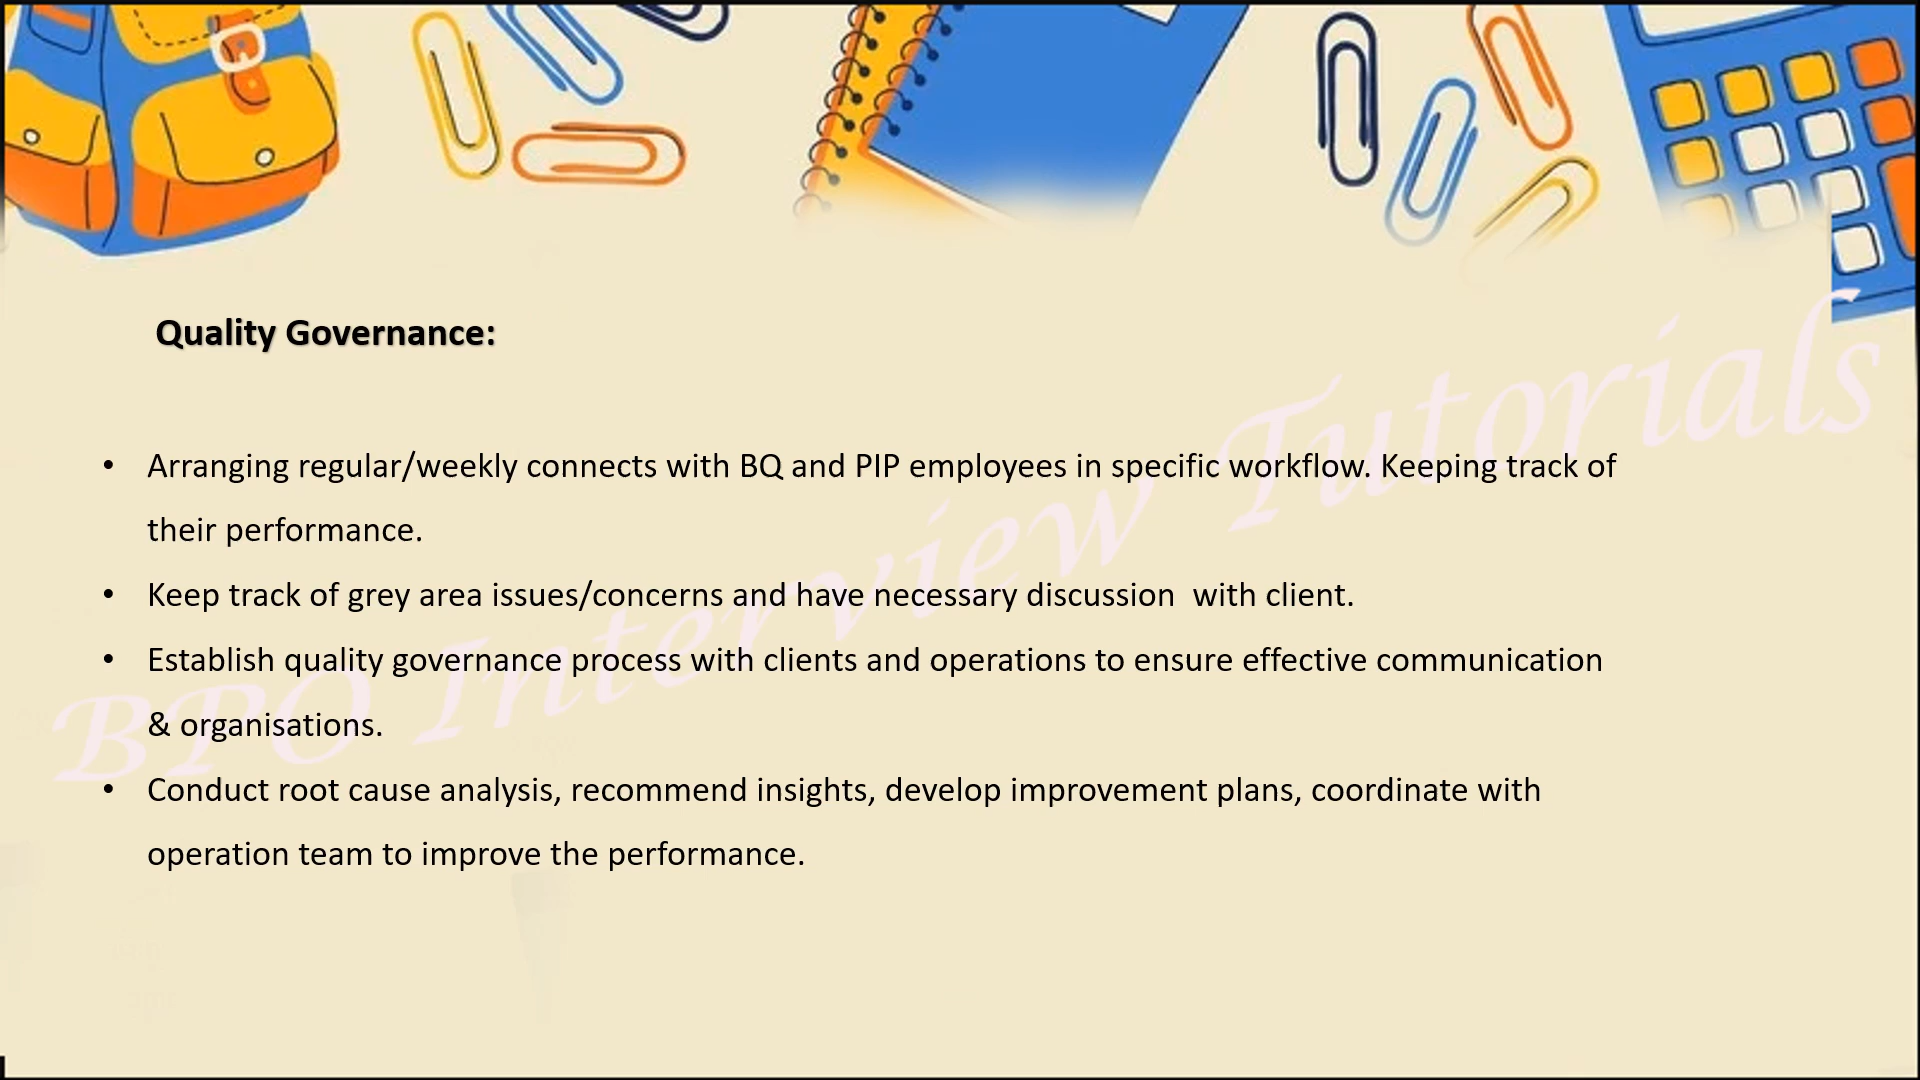 Quality Governance:
• Arranging regular/weekly connects with BQ and PIP employees in specific workflow. Keeping track of
their performance.
• Keep track of grey area issues/concerns and have necessary discussion  with client.
• Establish quality governance process with clients and operations to ensure effective communication
& organisations.
• Conduct root cause analysis, recommend insights, develop improvement plans, coordinate with
operation team to improve the performance.
BPO Interview Tutorials